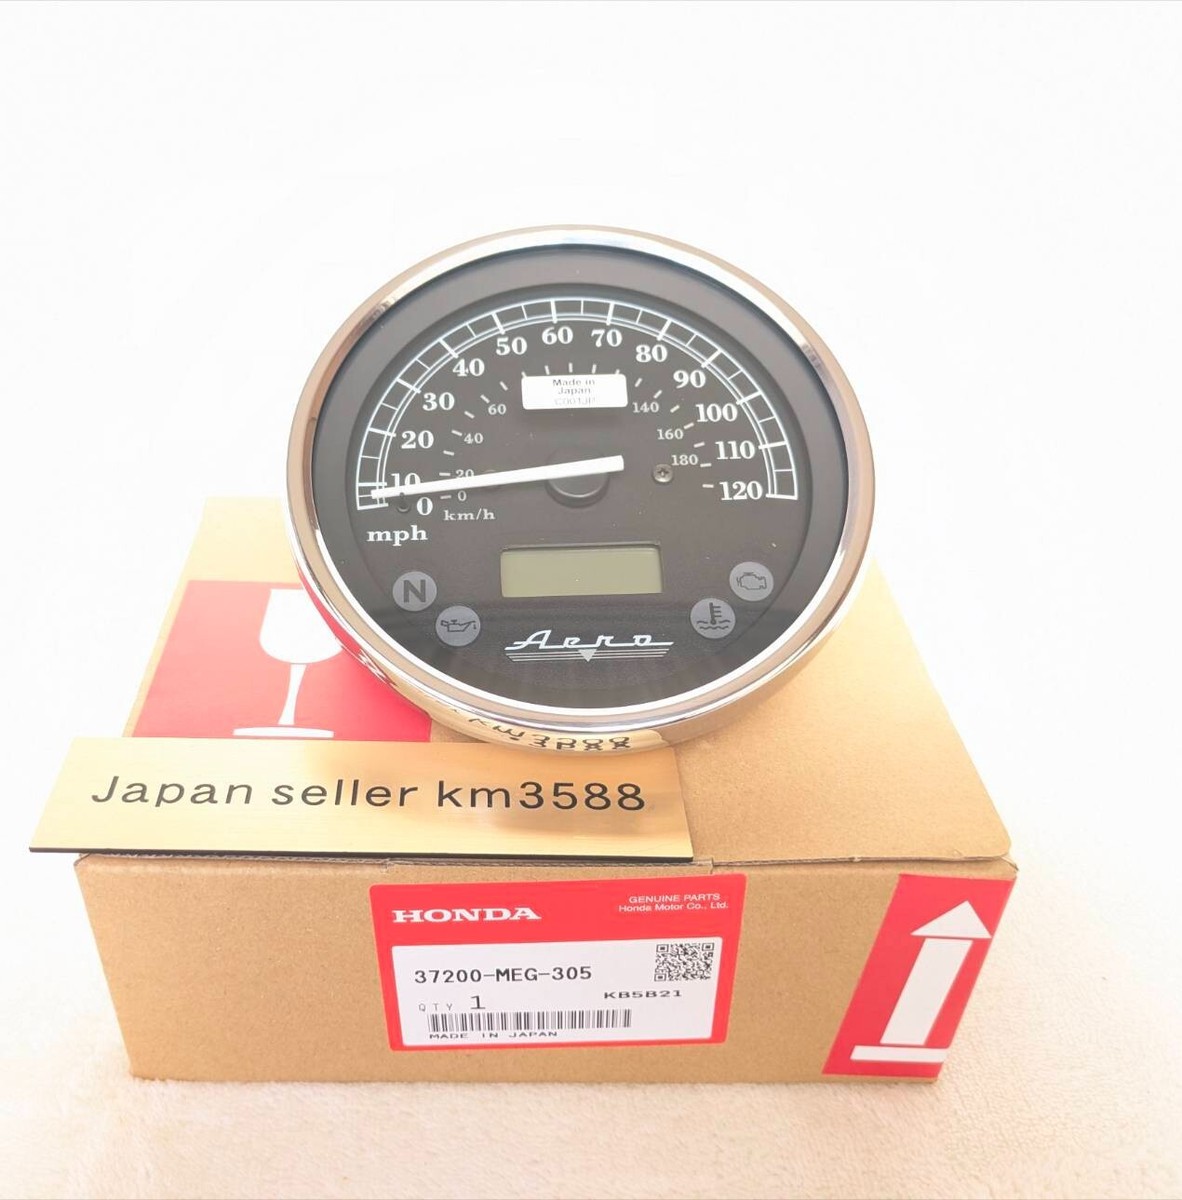 60
50
70
40
80
30
90
20
100
10
110
0
120
mph
Made in
Japan
C001JP
60
140
40
160
20
180
0
km/h
N
Aero
Japan seller km3588
HONDA
GENUINE PARTS
Honda Motor Co., Ltd.
37200-MEG-305
QTY 1
KB5B21
MADE IN JAPAN